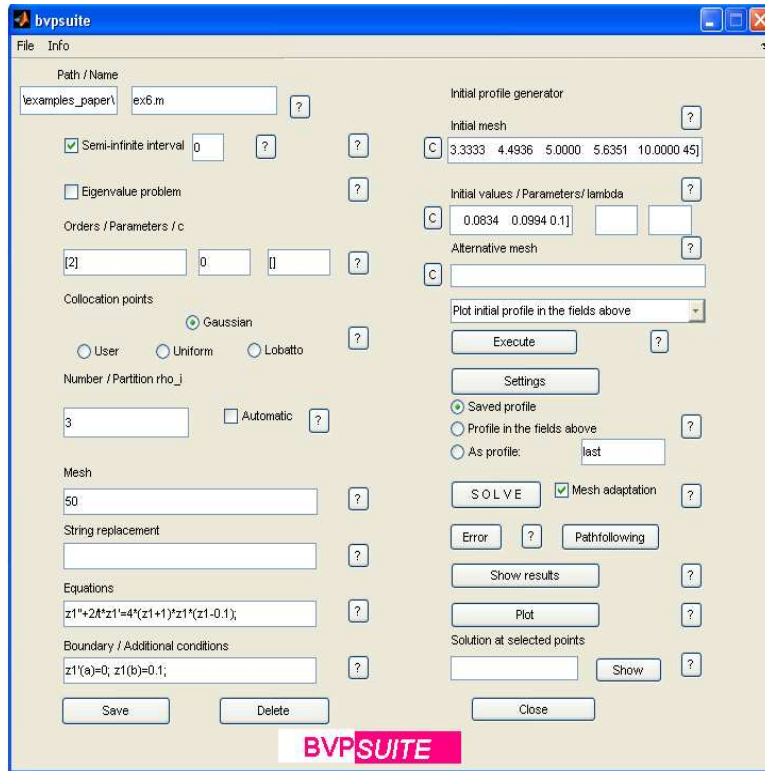 bvpsuite
File Info
Path / Name
\examples_paper\ ex6.m ?
Semi-infinite interval 0 ? ?
Eigenvalue problem ?
Orders / Parameters / c
[2] 0 [] ?
Collocation points
Gaussian
User Uniform Lobatto ?
Number / Partition rho_i
3 Automatic ?
Mesh
50 ?
String replacement
?
Equations
z1''+2/t*z1'=4*(z1+1)*z1*(z1-0.1); ?
Boundary / Additional conditions
z1'(a)=0; z1(b)=0.1; ?
Save Delete
Initial profile generator
Initial mesh ?
C 3.3333 4.4936 5.0000 5.6351 10.0000 45]
Initial values / Parameters/ lambda ?
C 0.0834 0.0994 0.1]
Alternative mesh ?
C
Plot initial profile in the fields above
Execute ?
Settings
Saved profile
Profile in the fields above ?
As profile: last
S O L V E Mesh adaptation ?
Error ? Pathfollowing
Show results ?
Plot ?
Solution at selected points
Show ?
Close
BVPSUITE